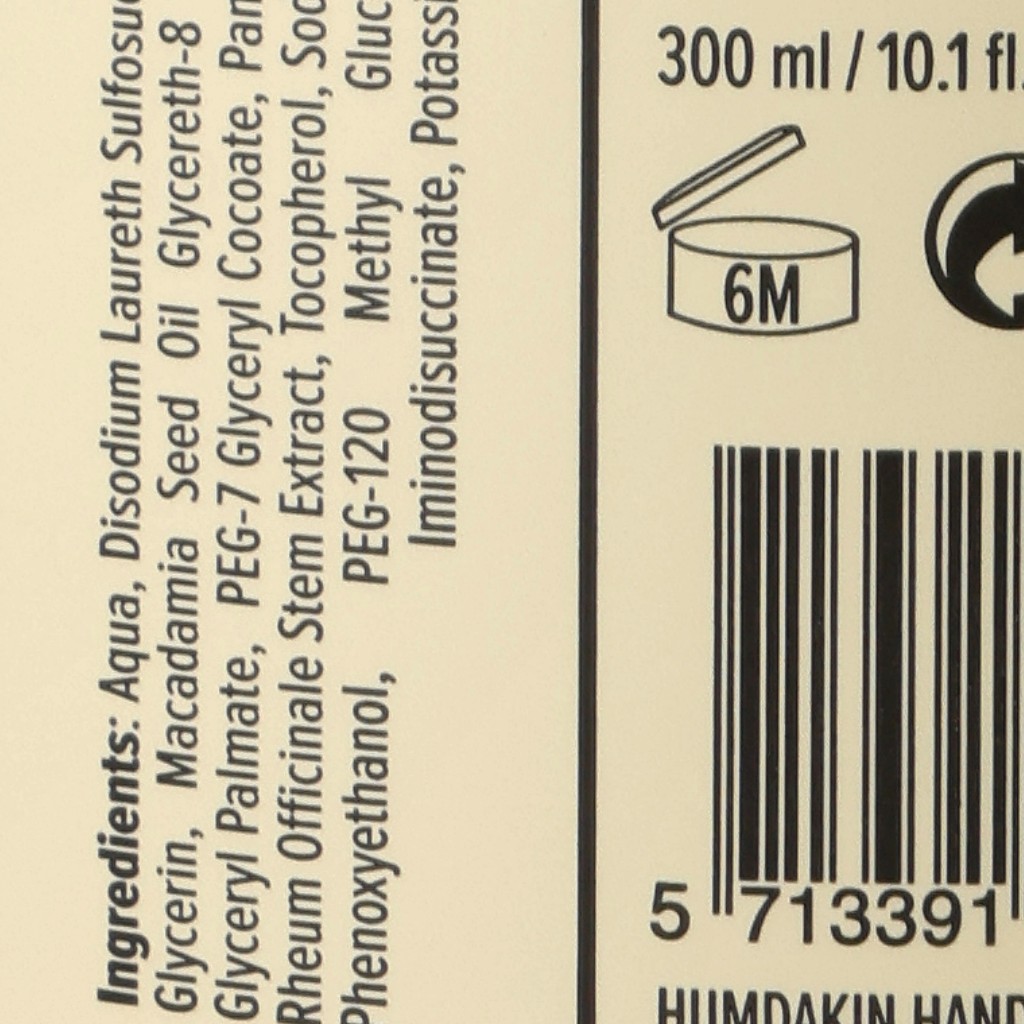 Ingredients: Aqua, Disodium Laureth
Glycerin, Macadamia Seed Oil Glycereth-8
Glyceryl Palmate, PEG-7 Glyceryl Cocoate,
Rheum Officinale Stem Extract, Tocopherol,
Phenoxyethanol, PEG-120 Methyl
Iminodisuccinate,
300 ml / 10.1 fl.
6M
5 713391
HUMDAKIN HAND